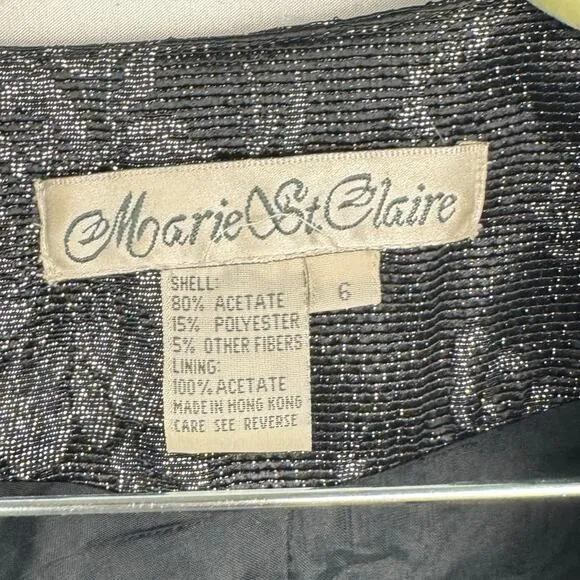 Marie St Claire
6
SHELL:
80% ACETATE
15% POLYESTER
5% OTHER FIBERS
LINING:
100% ACETATE
MADE IN HONG KONG
CARE SEE REVERSE